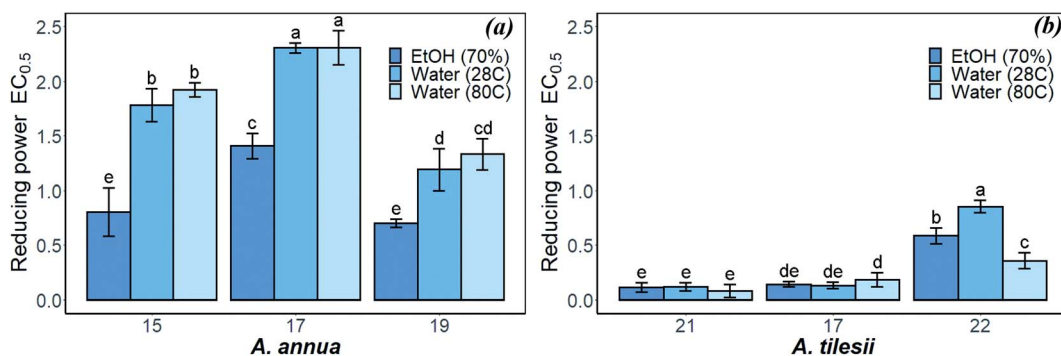 (a)
Reducing power EC0.5
2.5
2.0
1.5
1.0
0.5
0.0
EtOH (70%)
Water (28C)
Water (80C)
e
b
b
c
a
a
e
d
cd
15
17
19
A. annua
(b)
Reducing power EC0.5
2.5
2.0
1.5
1.0
0.5
0.0
EtOH (70%)
Water (28C)
Water (80C)
e
e
e
de
de
d
b
a
c
21
17
22
A. tilesii